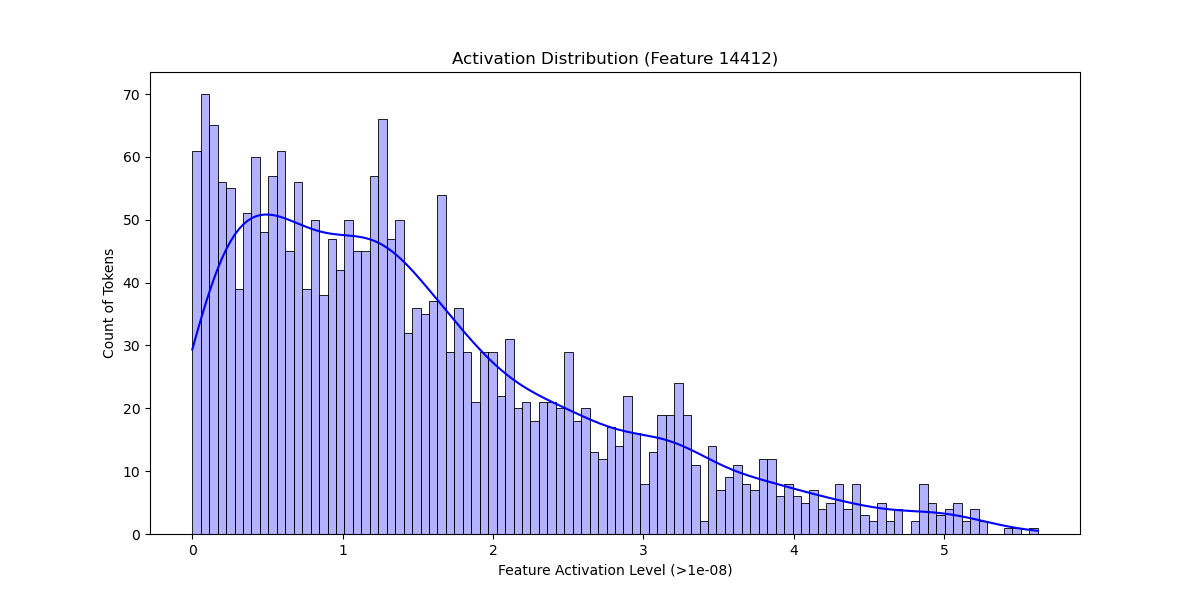 Activation Distribution (Feature 14412)
Count of Tokens
70
60
50
40
30
20
10
0
0 1 2 3 4 5
Feature Activation Level (>1e-08)